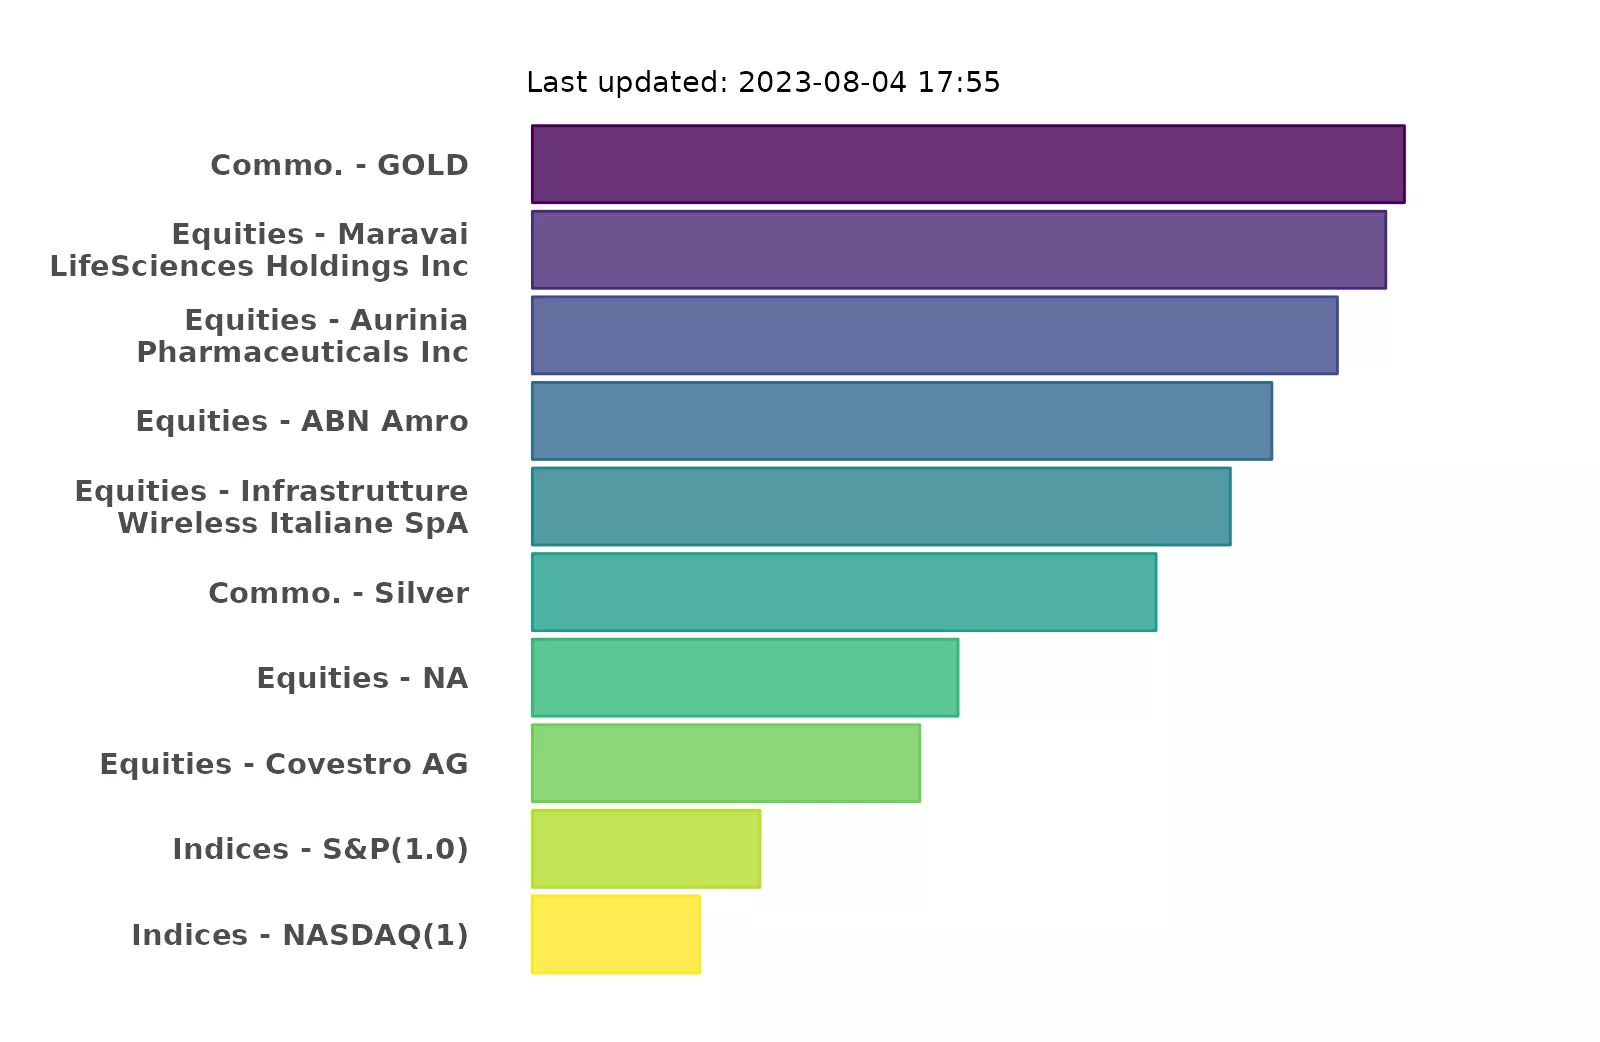 Last updated: 2023-08-04 17:55
Commo. - GOLD
Equities - Maravai
LifeSciences Holdings Inc
Equities - Aurinia
Pharmaceuticals Inc
Equities - ABN Amro
Equities - Infrastrutture
Wireless Italiane SpA
Commo. - Silver
Equities - NA
Equities - Covestro AG
Indices - S&P(1.0)
Indices - NASDAQ(1)